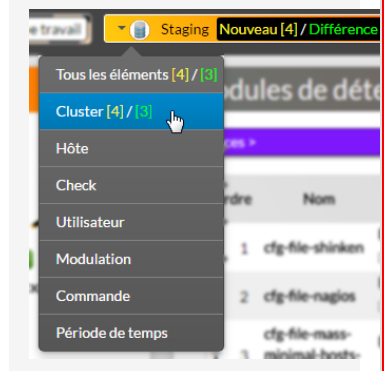 e travail Staging Nouveau [4] / Différence
Tous les éléments [4] / [3]
Cluster [4] / [3]
Hôte
Check
Utilisateur
Modulation
Commande
Période de temps
dules de déte
ces >
rdre Nom
1 cfg-file-shinken
2 cfg-file-nagios
cfg-file-mass-
3 minimal-hosts-